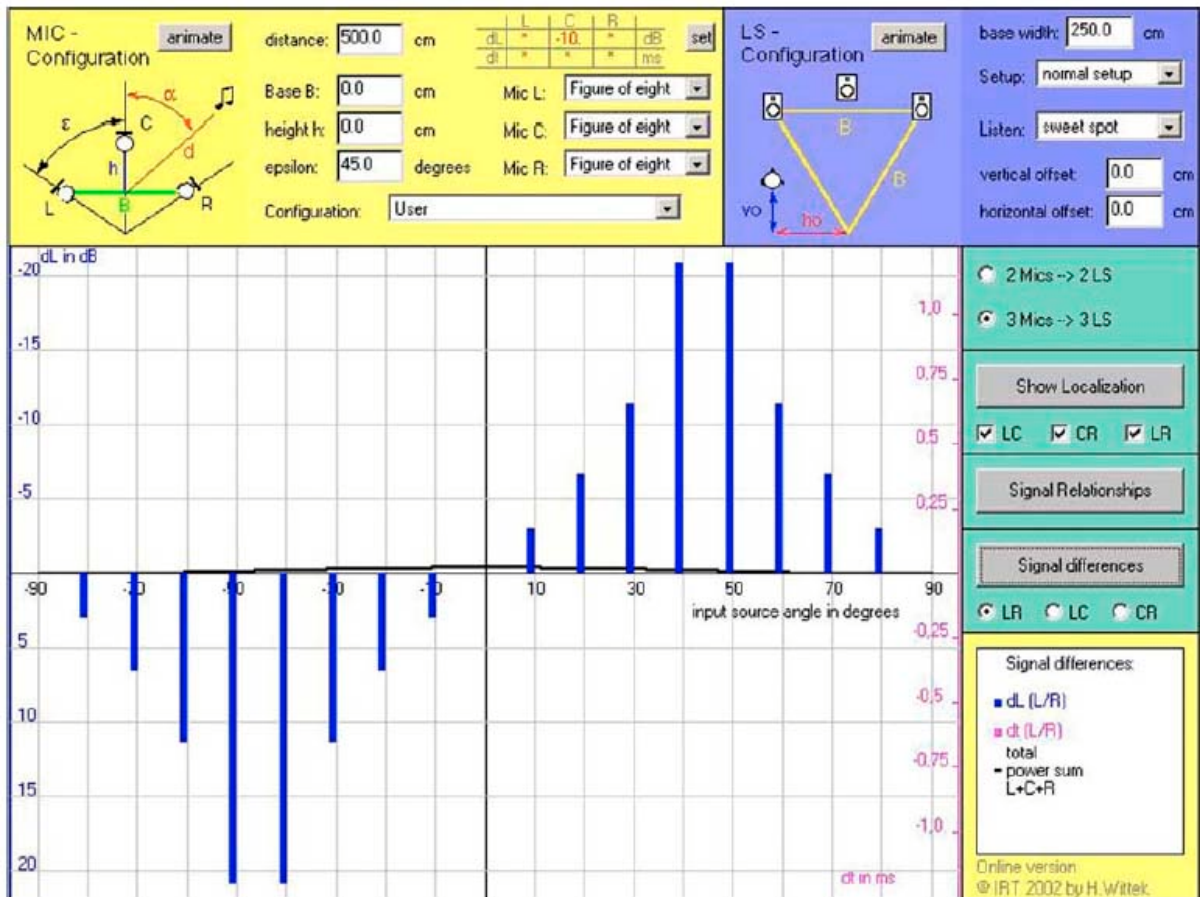 MIC -
Configuration
animate
ε
α
C
d
h
L
B
R
distance: 500.0 cm
Base B: 0.0 cm
height h: 0.0 cm
epsilon: 45.0 degrees
L C R
dL * -10. * dB
dt * * * ms
set
Mic L: Figure of eight
Mic C: Figure of eight
Mic R: Figure of eight
Configuration: User
LS -
Configuration
animate
B
B
vo
ho
base width: 250.0 cm
Setup: normal setup
Listen: sweet spot
vertical offset: 0.0 cm
horizontal offset: 0.0 cm
dL in dB
-20
-15
-10
-5
5
10
15
20
-90 -70 -90 -30 -10 10 30 50 70 90
input source angle in degrees
1,0
0,75
0,5
0,25
-0,25
-0,5
-0,75
-1,0
dt in ms
2 Mics --> 2 LS
3 Mics --> 3 LS
Show Localization
LC CR LR
Signal Relationships
Signal differences
LR LC CR
Signal differences:
dL (L/R)
dt (L/R)
total
power sum
L+C+R
Online version
© IRT 2002 by H.Wittek